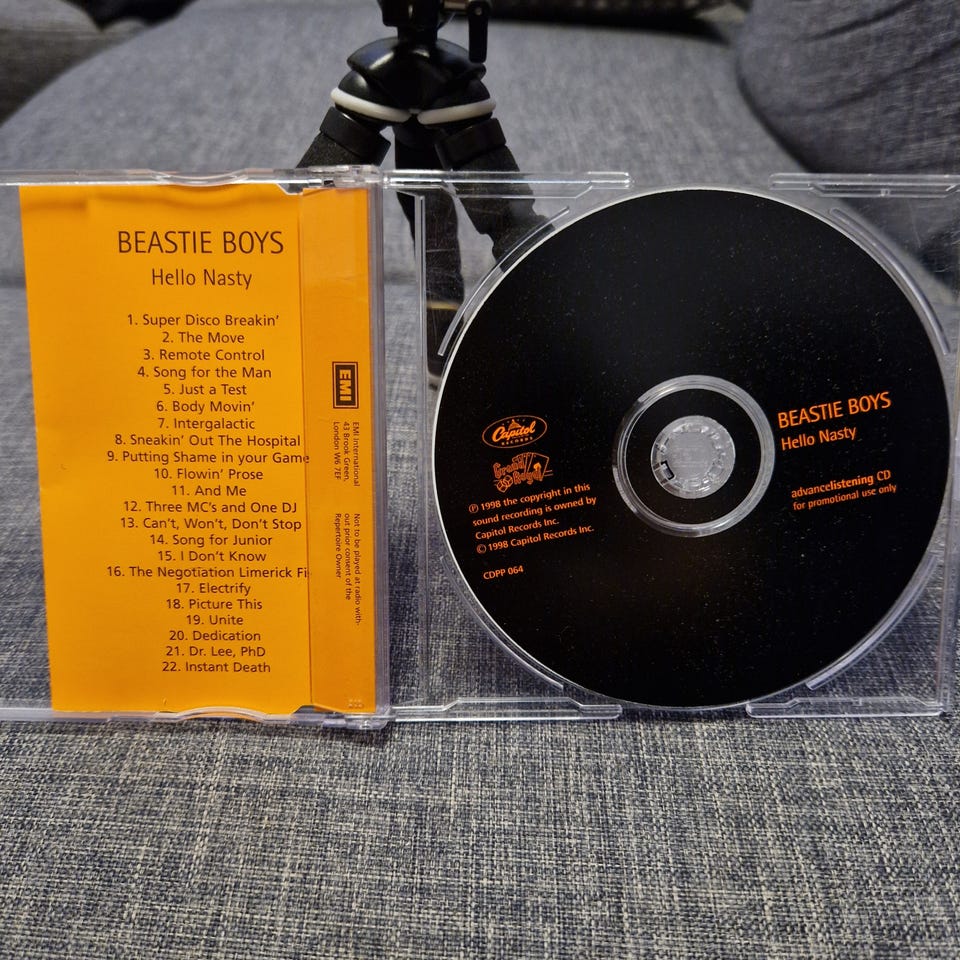 BEASTIE BOYS
Hello Nasty
1. Super Disco Breakin'
2. The Move
3. Remote Control
4. Song for the Man
5. Just a Test
6. Body Movin'
7. Intergalactic
8. Sneakin' Out The Hospital
9. Putting Shame in your Game
10. Flowin' Prose
11. And Me
12. Three MC's and One DJ
13. Can't, Won't, Don't Stop
14. Song for Junior
15. I Don't Know
16. The Negotiation Limerick Fi
17. Electrify
18. Picture This
19. Unite
20. Dedication
21. Dr. Lee, PhD
22. Instant Death
EMI
EMI International
43 Brook Green,
London W6 7EF
Not to be played at radio with-
out prior consent of the
Repertoire Owner
Capitol
RECORDS
Grand Royal
℗ 1998 the copyright in this
sound recording is owned by
Capitol Records Inc.
© 1998 Capitol Records Inc.
CDPP 064
BEASTIE BOYS
Hello Nasty
advancelistening CD
for promotional use only